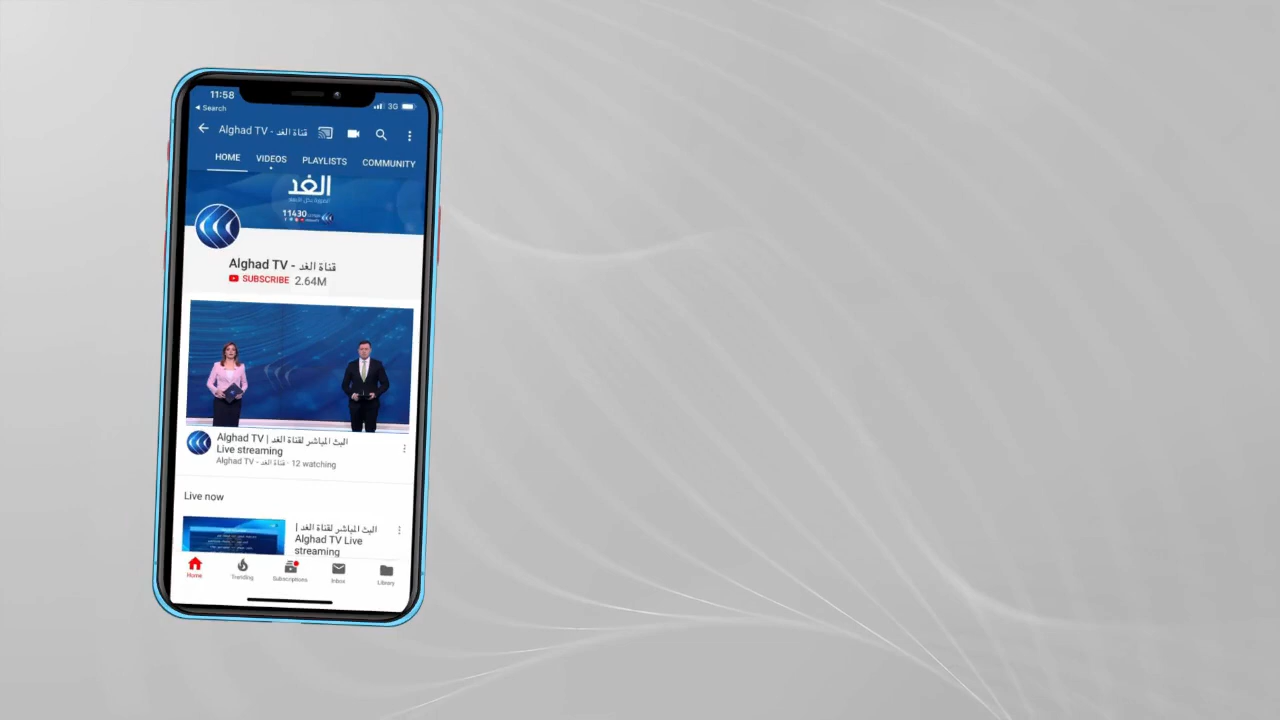 11:58
Search
3G
Alghad TV - قناة الغد
HOME VIDEOS PLAYLISTS COMMUNITY
الغد
11430
Alghad TV - قناة الغد
SUBSCRIBE 2.64M
Alghad TV | البث المباشر لقناة الغد
Live streaming
Alghad TV - قناة الغد · 12 watching
Live now
البث المباشر لقناة الغد |
Alghad TV Live
streaming
Home Trending Subscriptions Inbox Library